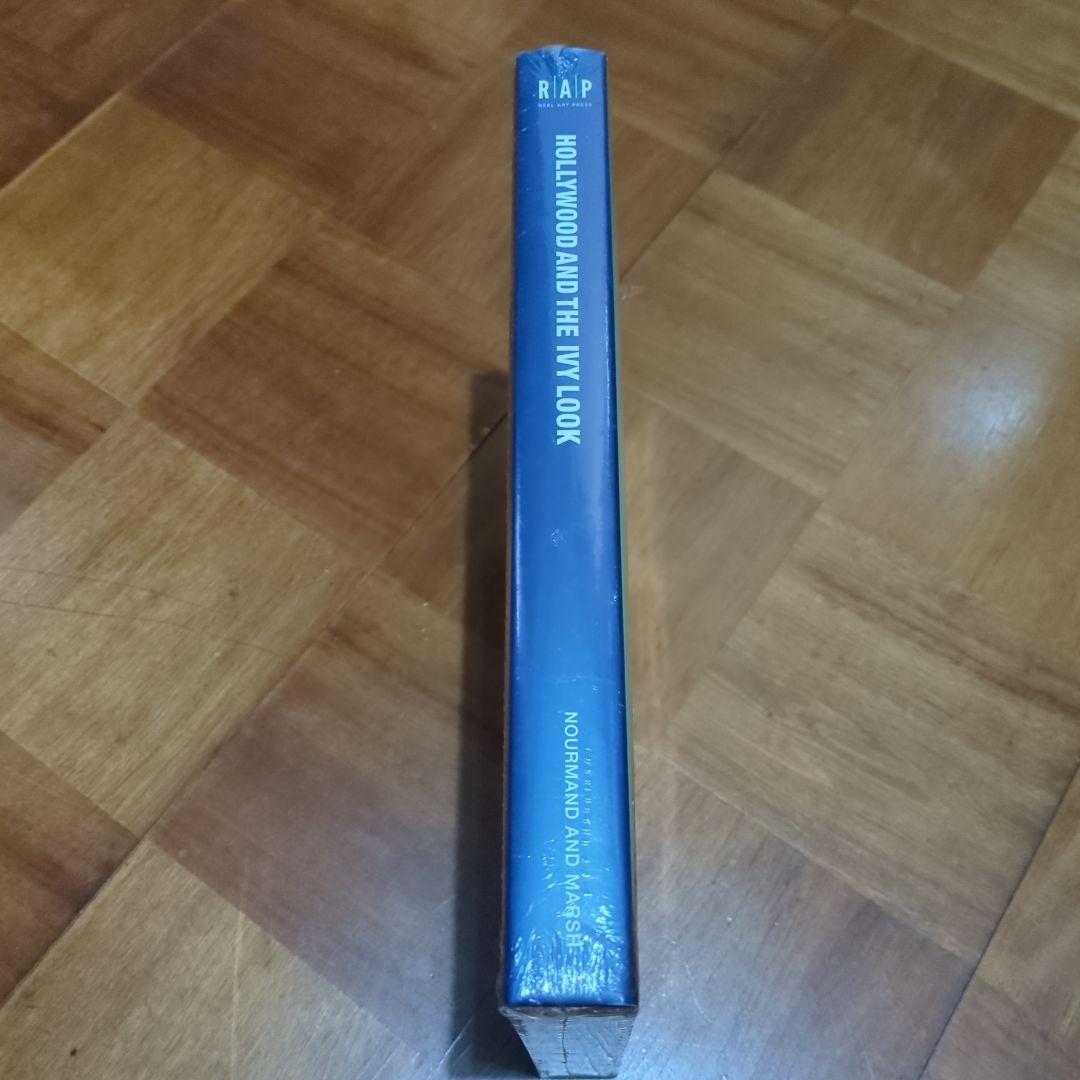 R|A|P
REEL ART PRESS
HOLLYWOOD AND THE IVY LOOK
NOURMAND AND MARSH